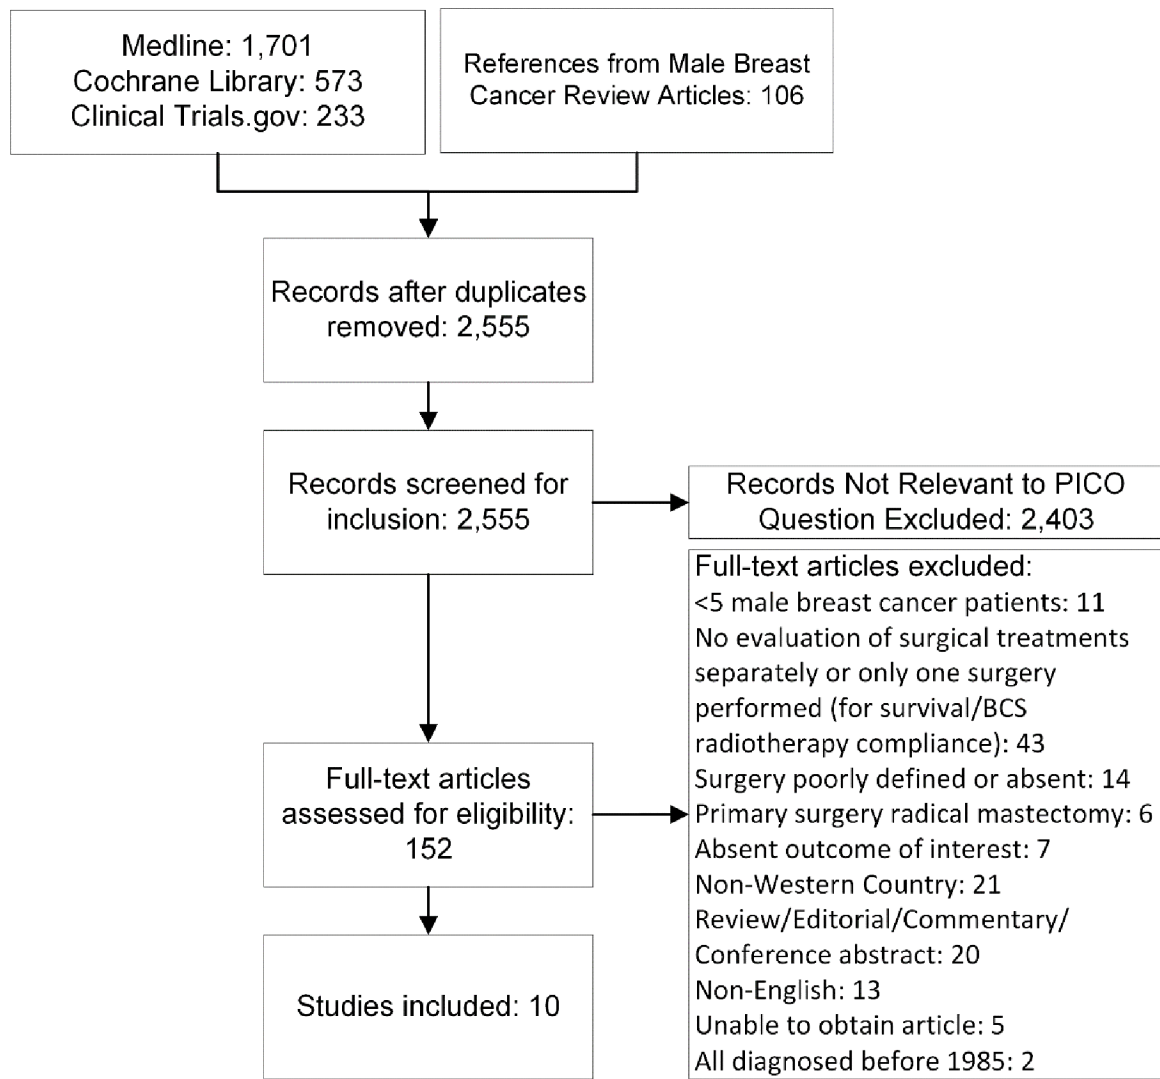 Medline: 1,701
Cochrane Library: 573
Clinical Trials.gov: 233
References from Male Breast
Cancer Review Articles: 106
Records after duplicates
removed: 2,555
Records screened for
inclusion: 2,555
Records Not Relevant to PICO
Question Excluded: 2,403
Full-text articles
assessed for eligibility:
152
Full-text articles excluded:
<5 male breast cancer patients: 11
No evaluation of surgical treatments
separately or only one surgery
performed (for survival/BCS
radiotherapy compliance): 43
Surgery poorly defined or absent: 14
Primary surgery radical mastectomy: 6
Absent outcome of interest: 7
Non-Western Country: 21
Review/Editorial/Commentary/
Conference abstract: 20
Non-English: 13
Unable to obtain article: 5
All diagnosed before 1985: 2
Studies included: 10